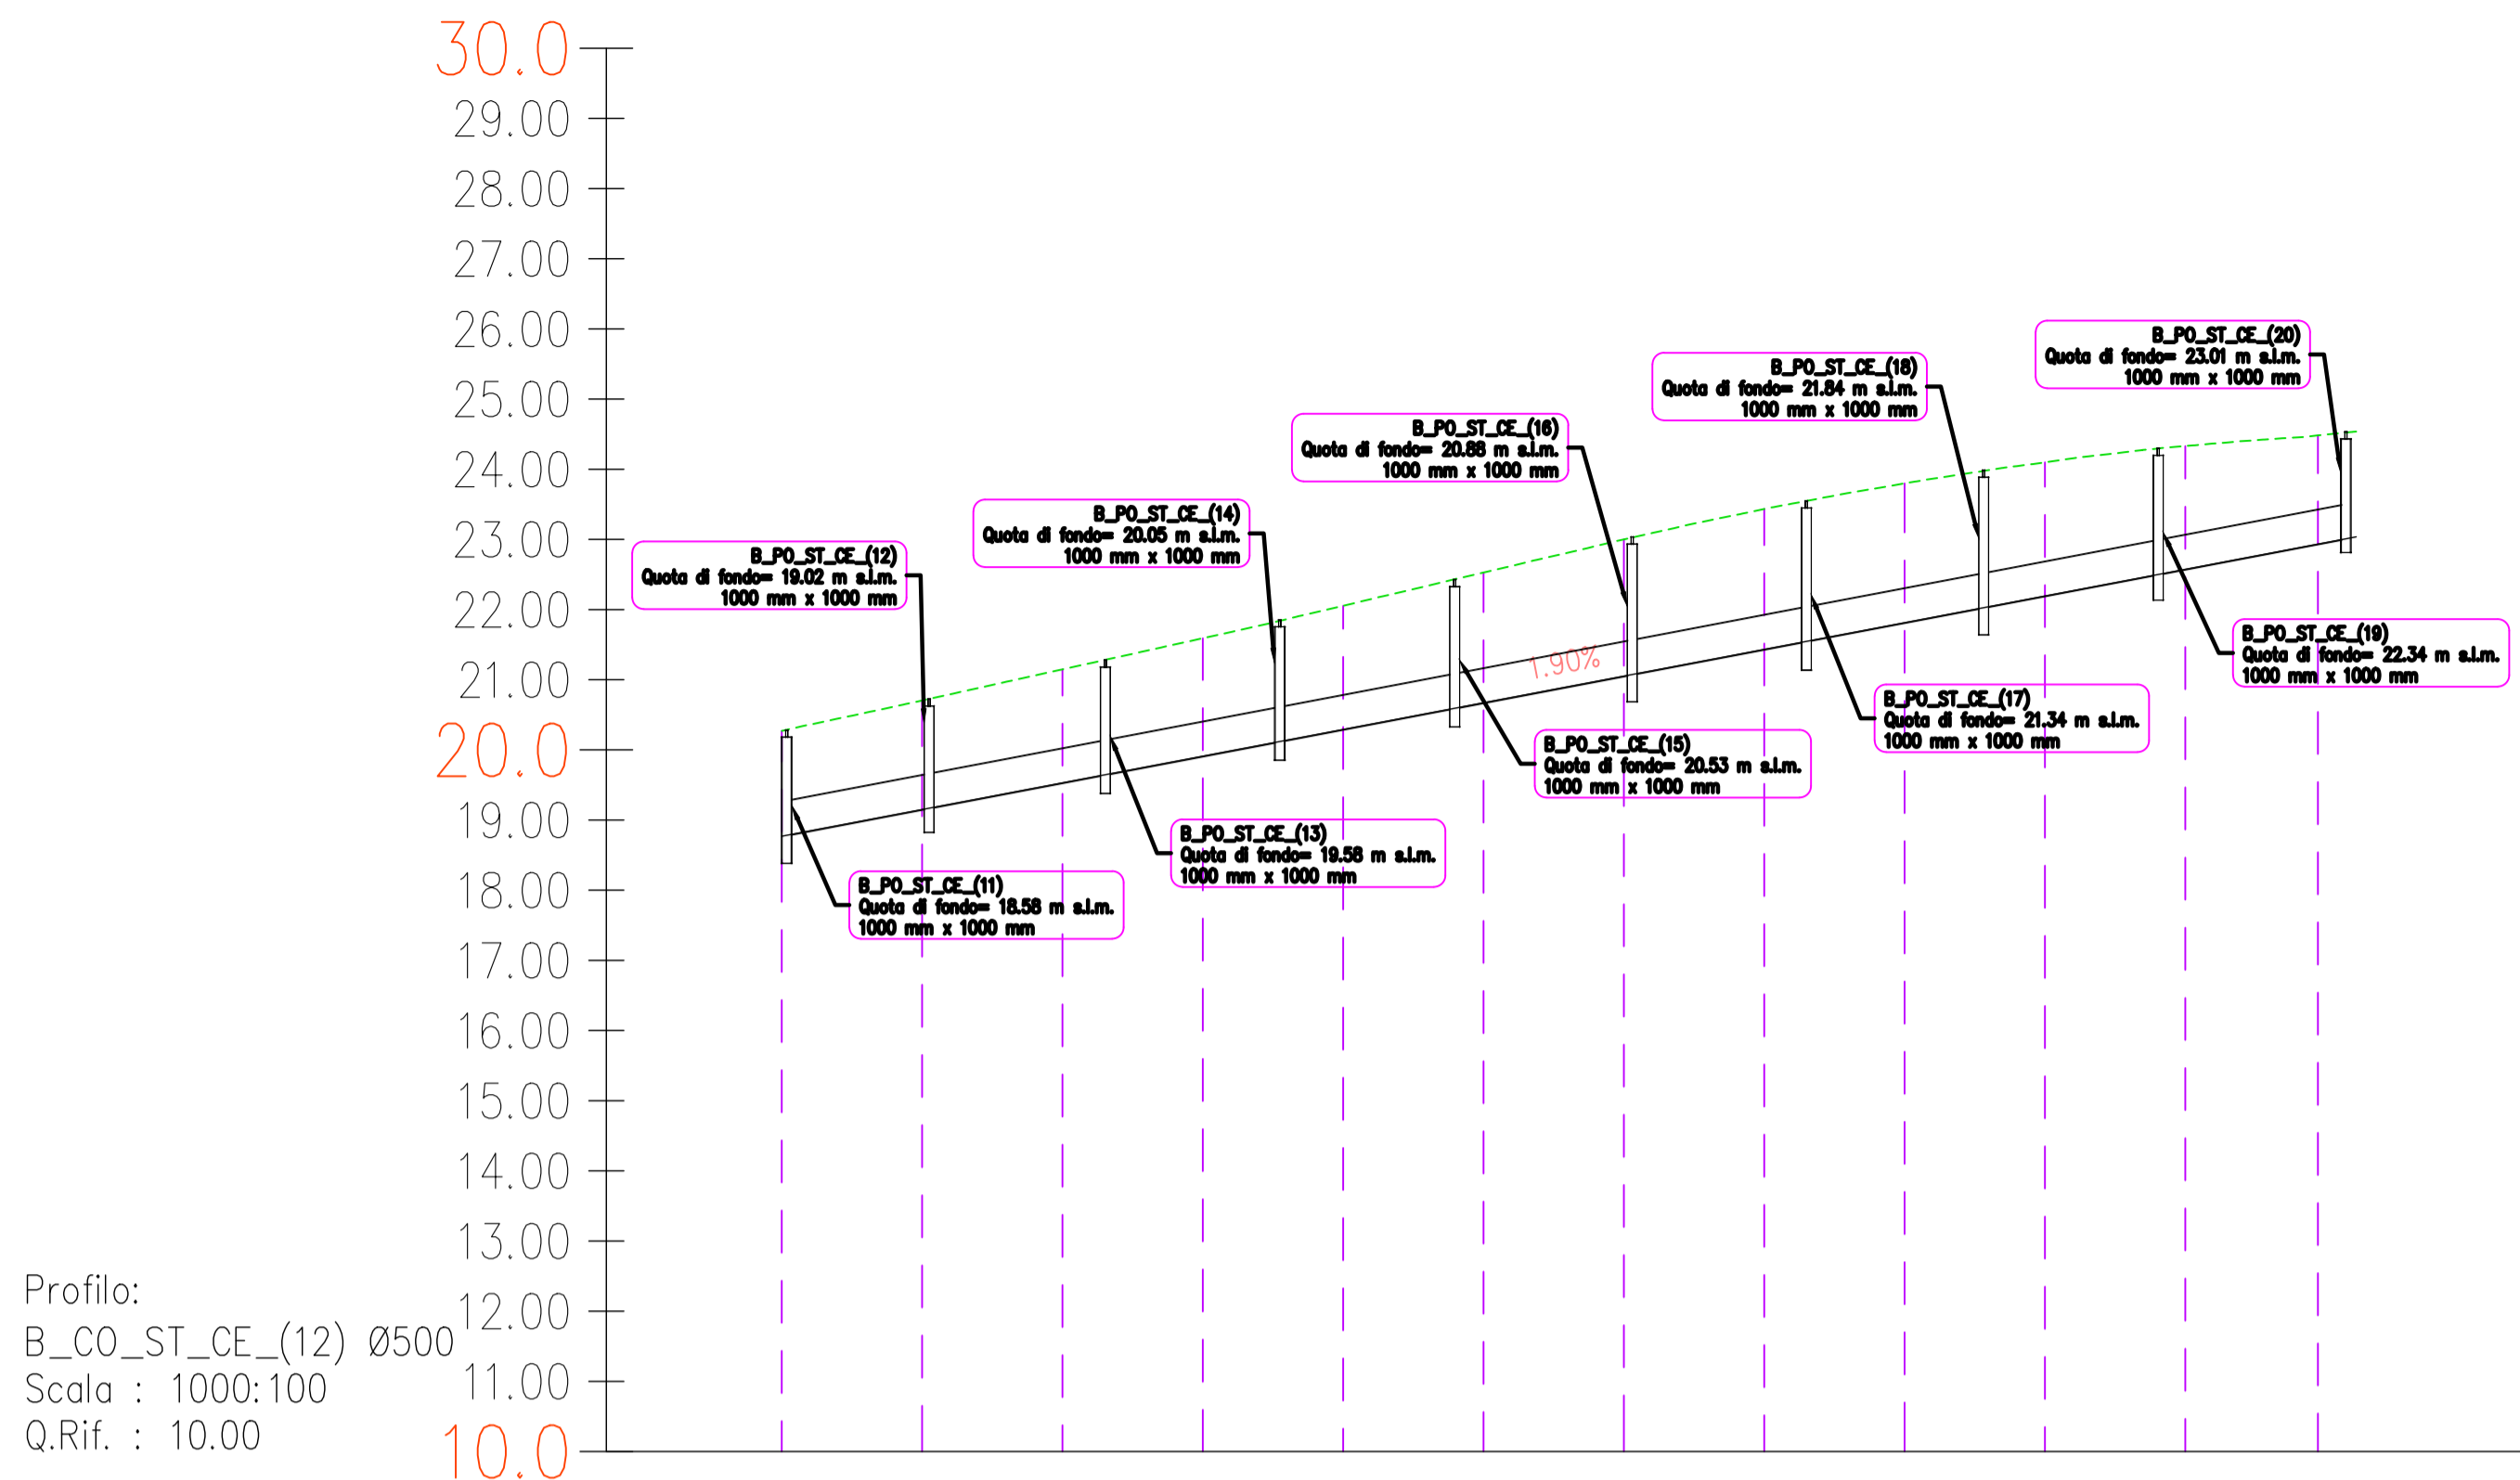 30.0
29.00
28.00
27.00
26.00
25.00
24.00
23.00
22.00
21.00
20.0
19.00
18.00
17.00
16.00
15.00
14.00
13.00
12.00
11.00
10.0
Profilo:
B_CO_ST_CE_(12) Ø500
Scala : 1000:100
Q.Rif. : 10.00
B_PO_ST_CE_(12)
Quota di fondo= 19.02 m s.l.m.
1000 mm x 1000 mm
B_PO_ST_CE_(14)
Quota di fondo= 20.05 m s.l.m.
1000 mm x 1000 mm
B_PO_ST_CE_(16)
Quota di fondo= 20.88 m s.l.m.
1000 mm x 1000 mm
B_PO_ST_CE_(18)
Quota di fondo= 21.84 m s.l.m.
1000 mm x 1000 mm
B_PO_ST_CE_(20)
Quota di fondo= 23.01 m s.l.m.
1000 mm x 1000 mm
1.90%
B_PO_ST_CE_(11)
Quota di fondo= 18.58 m s.l.m.
1000 mm x 1000 mm
B_PO_ST_CE_(13)
Quota di fondo= 19.58 m s.l.m.
1000 mm x 1000 mm
B_PO_ST_CE_(15)
Quota di fondo= 20.53 m s.l.m.
1000 mm x 1000 mm
B_PO_ST_CE_(17)
Quota di fondo= 21.34 m s.l.m.
1000 mm x 1000 mm
B_PO_ST_CE_(19)
Quota di fondo= 22.34 m s.l.m.
1000 mm x 1000 mm